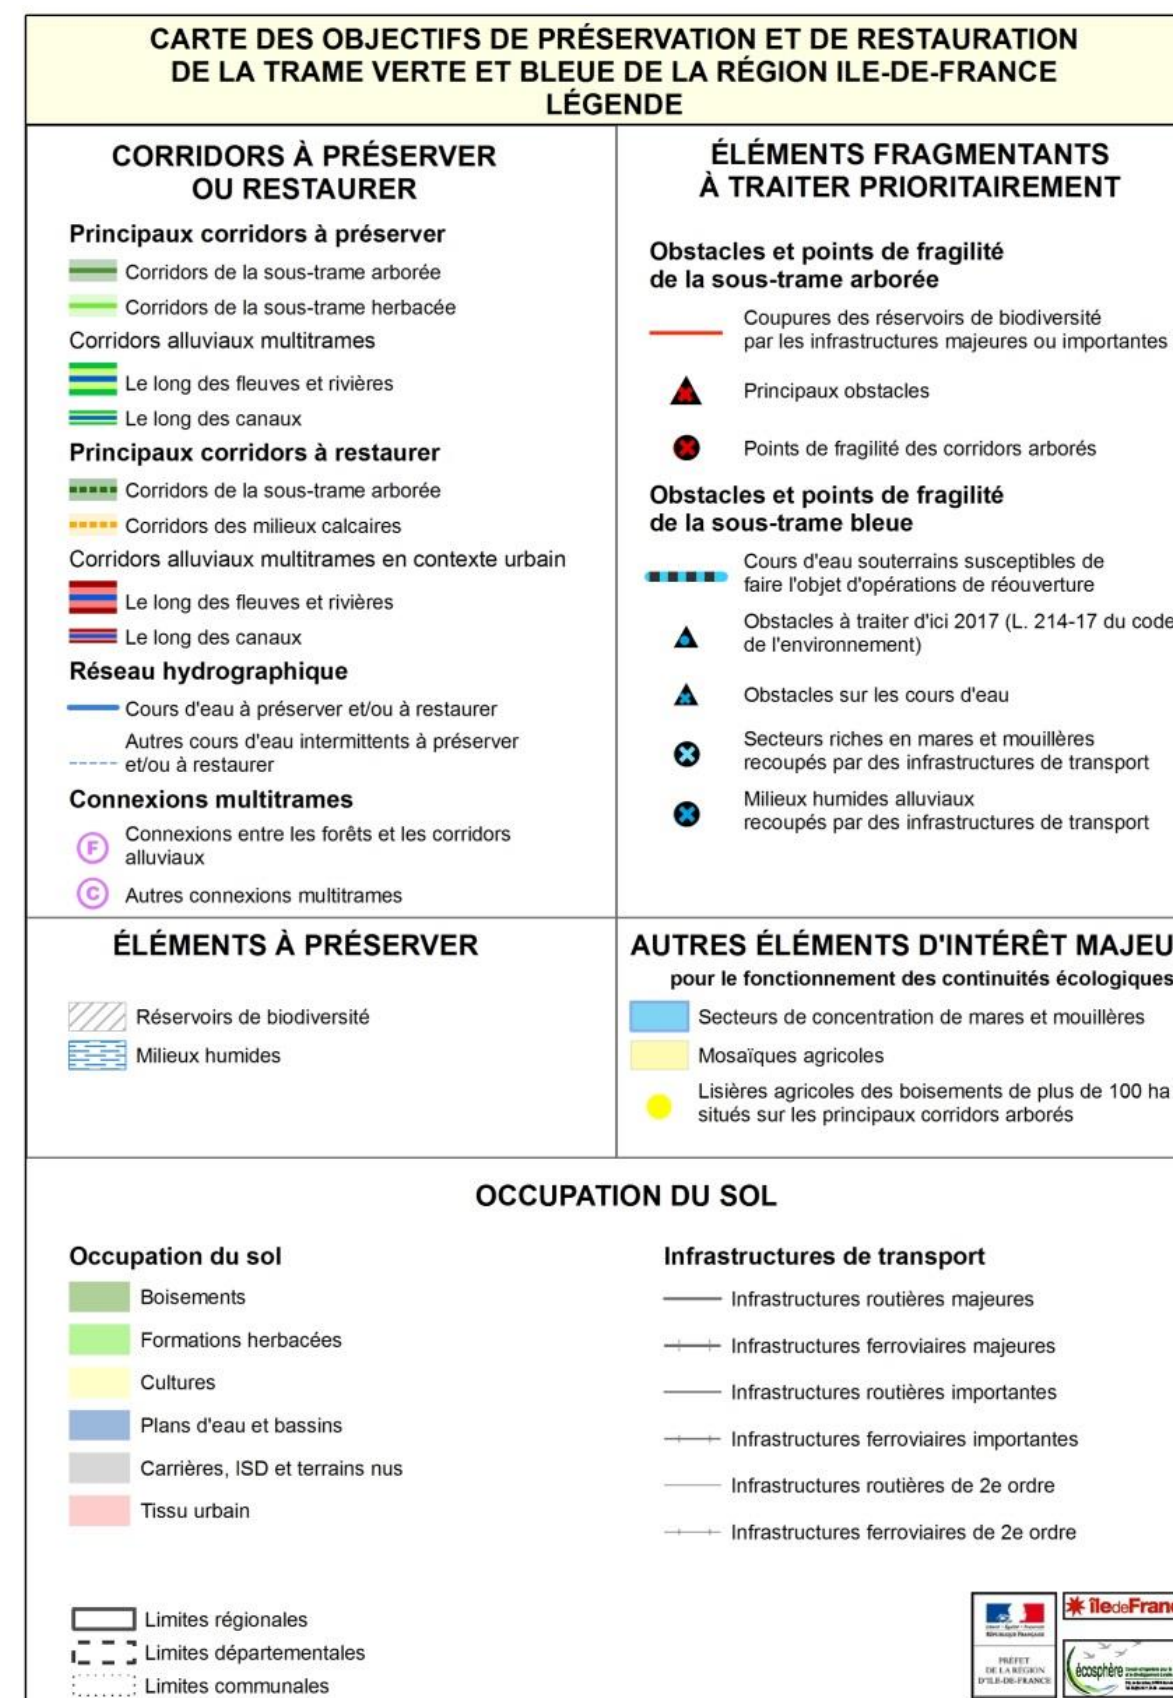 CARTE DES OBJECTIFS DE PRÉSERVATION ET DE RESTAURATION
DE LA TRAME VERTE ET BLEUE DE LA RÉGION ILE-DE-FRANCE
LÉGENDE
CORRIDORS À PRÉSERVER
OU RESTAURER
Principaux corridors à préserver
Corridors de la sous-trame arborée
Corridors de la sous-trame herbacée
Corridors alluviaux multitrames
Le long des fleuves et rivières
Le long des canaux
Principaux corridors à restaurer
Corridors de la sous-trame arborée
Corridors des milieux calcaires
Corridors alluviaux multitrames en contexte urbain
Le long des fleuves et rivières
Le long des canaux
Réseau hydrographique
Cours d'eau à préserver et/ou à restaurer
Autres cours d'eau intermittents à préserver
et/ou à restaurer
Connexions multitrames
F
Connexions entre les forêts et les corridors
alluviaux
C
Autres connexions multitrames
ÉLÉMENTS FRAGMENTANTS
À TRAITER PRIORITAIREMENT
Obstacles et points de fragilité
de la sous-trame arborée
Coupures des réservoirs de biodiversité
par les infrastructures majeures ou importantes
Principaux obstacles
Points de fragilité des corridors arborés
Obstacles et points de fragilité
de la sous-trame bleue
Cours d'eau souterrains susceptibles de
faire l'objet d'opérations de réouverture
Obstacles à traiter d'ici 2017 (L. 214-17 du code
de l'environnement)
Obstacles sur les cours d'eau
Secteurs riches en mares et mouillères
recoupés par des infrastructures de transport
Milieux humides alluviaux
recoupés par des infrastructures de transport
ÉLÉMENTS À PRÉSERVER
Réservoirs de biodiversité
Milieux humides
AUTRES ÉLÉMENTS D'INTÉRÊT MAJEU
pour le fonctionnement des continuités écologiques
Secteurs de concentration de mares et mouillères
Mosaïques agricoles
Lisières agricoles des boisements de plus de 100 ha
situés sur les principaux corridors arborés
OCCUPATION DU SOL
Occupation du sol
Boisements
Formations herbacées
Cultures
Plans d'eau et bassins
Carrières, ISD et terrains nus
Tissu urbain
Infrastructures de transport
Infrastructures routières majeures
Infrastructures ferroviaires majeures
Infrastructures routières importantes
Infrastructures ferroviaires importantes
Infrastructures routières de 2e ordre
Infrastructures ferroviaires de 2e ordre
Limites régionales
Limites départementales
Limites communales
PRÉFET
DE LA RÉGION
D'ILE-DE-FRANCE
îledeFran
écosphère